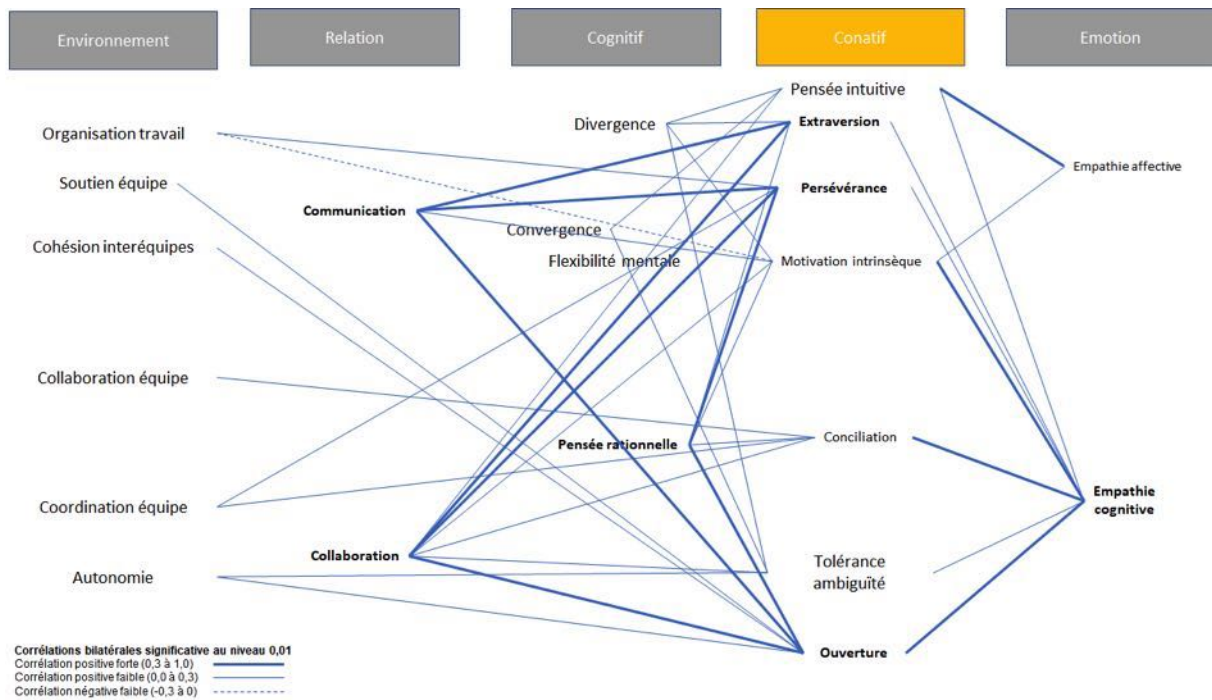 Environnement
Relation
Cognitif
Conatif
Emotion
Organisation travail
Soutien équipe
Cohésion interéquipes
Collaboration équipe
Coordination équipe
Autonomie
Communication
Collaboration
Divergence
Convergence
Flexibilité mentale
Pensée rationnelle
Pensée intuitive
Extraversion
Persévérance
Motivation intrinsèque
Conciliation
Tolérance
ambiguïté
Ouverture
Empathie affective
Empathie
cognitive
Corrélations bilatérales significative au niveau 0,01
Corrélation positive forte (0,3 à 1,0)
Corrélation positive faible (0,0 à 0,3)
Corrélation négative faible (-0,3 à 0)